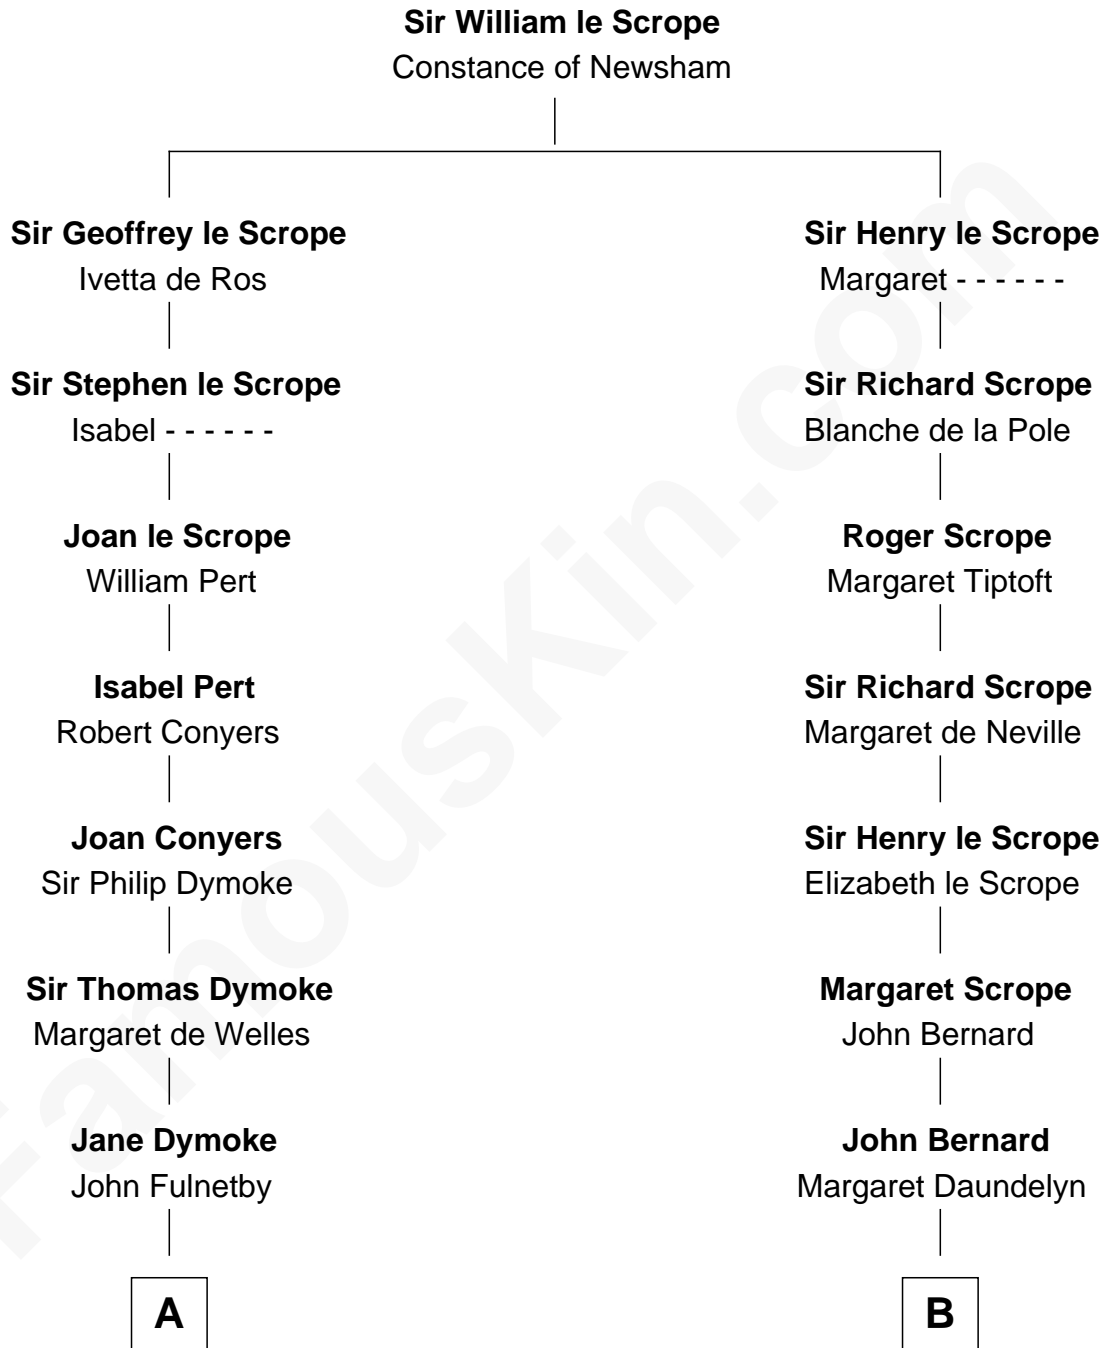 Sir William le Scrope
Constance of Newsham
Sir Geoffrey le Scrope
Ivetta de Ros
Sir Henry le Scrope
Margaret - - - - - -
Sir Stephen le Scrope
Isabel - - - - - -
Sir Richard Scrope
Blanche de la Pole
Joan le Scrope
William Pert
Roger Scrope
Margaret Tiptoft
Isabel Pert
Robert Conyers
Sir Richard Scrope
Margaret de Neville
Joan Conyers
Sir Philip Dymoke
Sir Henry le Scrope
Elizabeth le Scrope
Sir Thomas Dymoke
Margaret de Welles
Margaret Scrope
John Bernard
Jane Dymoke
John Fulnetby
John Bernard
Margaret Daundelyn
A
B
FamousKin.com